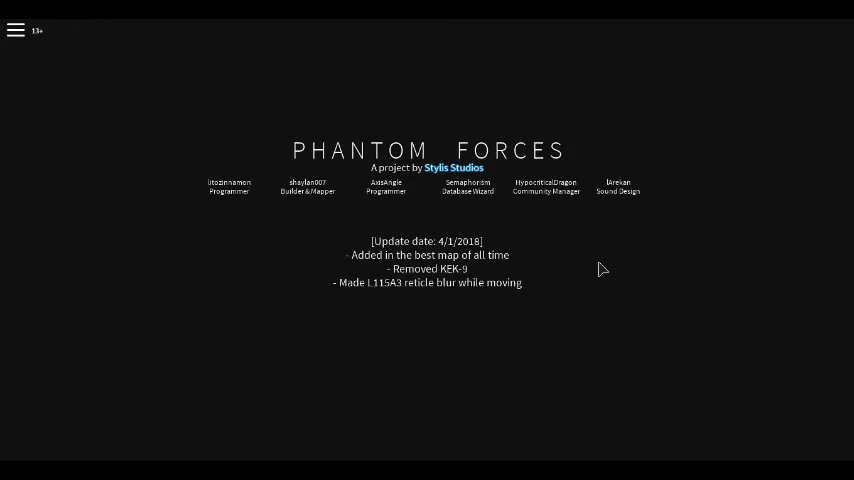 13+
PHANTOM FORCES
A project by Stylis Studios
litozinnamon shaylan007 AxisAngle Semaphorism HypocriticalDragon lArekan
Programmer Builder & Mapper Programmer Database Wizard Community Manager Sound Design
[Update date: 4/1/2018]
- Added in the best map of all time
- Removed KEK-9
- Made L115A3 reticle blur while moving